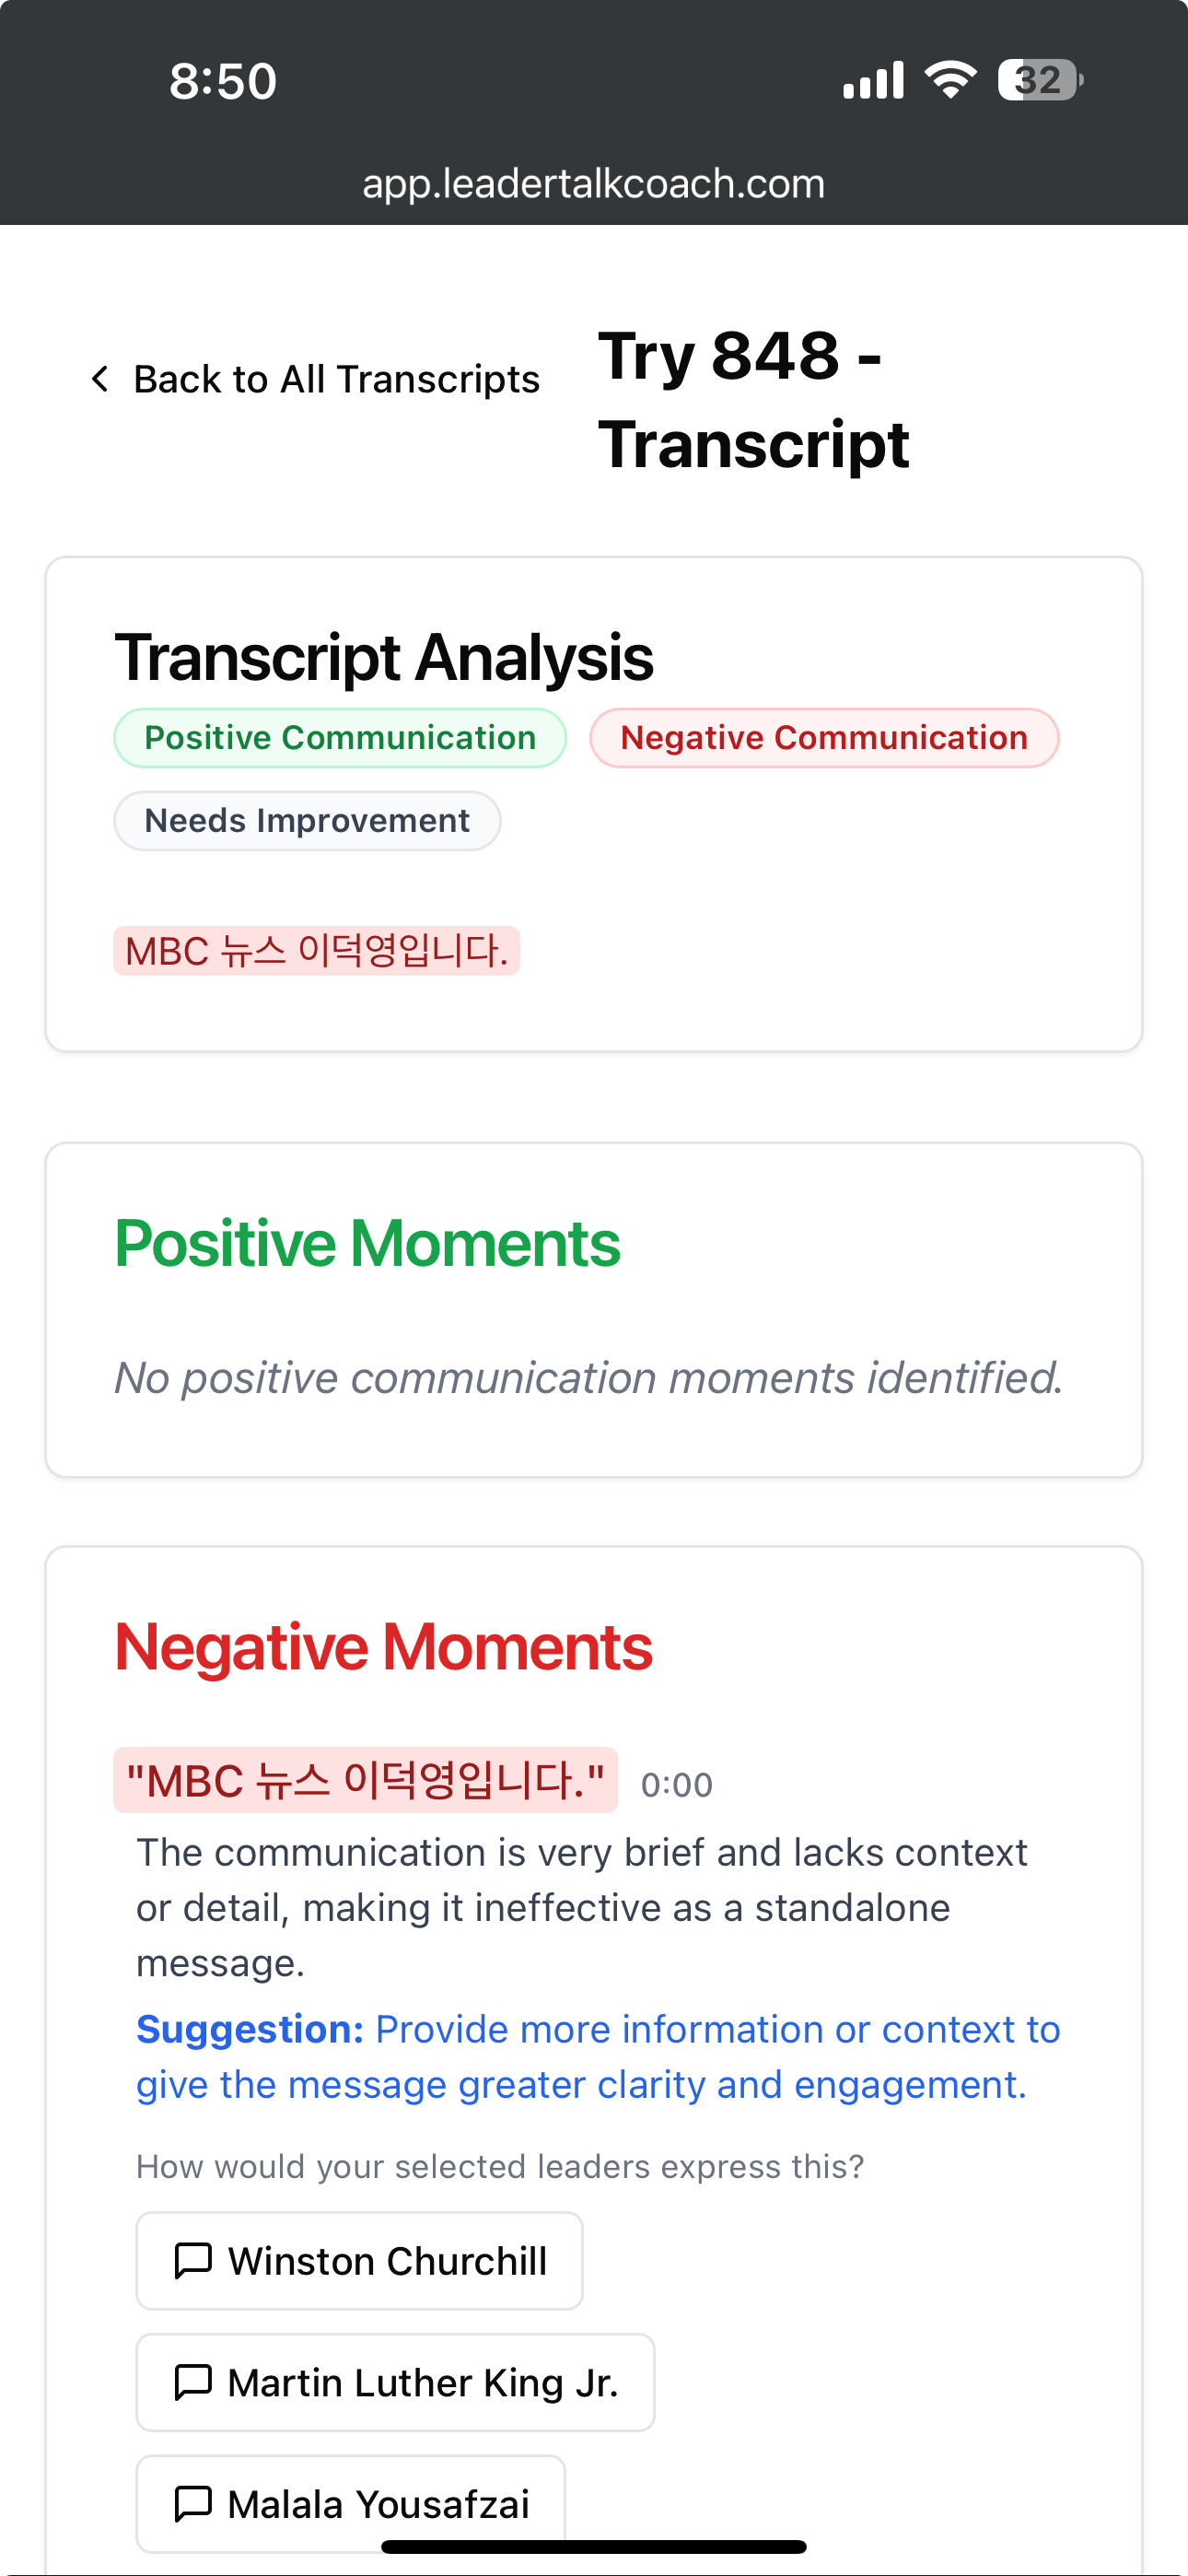 8:50
32
app.leadertalkcoach.com
Back to All Transcripts
Try 848 -
Transcript
Transcript Analysis
Positive Communication
Negative Communication
Needs Improvement
MBC 뉴스 이덕영입니다.
Positive Moments
No positive communication moments identified.
Negative Moments
"MBC 뉴스 이덕영입니다." 0:00
The communication is very brief and lacks context
or detail, making it ineffective as a standalone
message.
Suggestion: Provide more information or context to
give the message greater clarity and engagement.
How would your selected leaders express this?
Winston Churchill
Martin Luther King Jr.
Malala Yousafzai